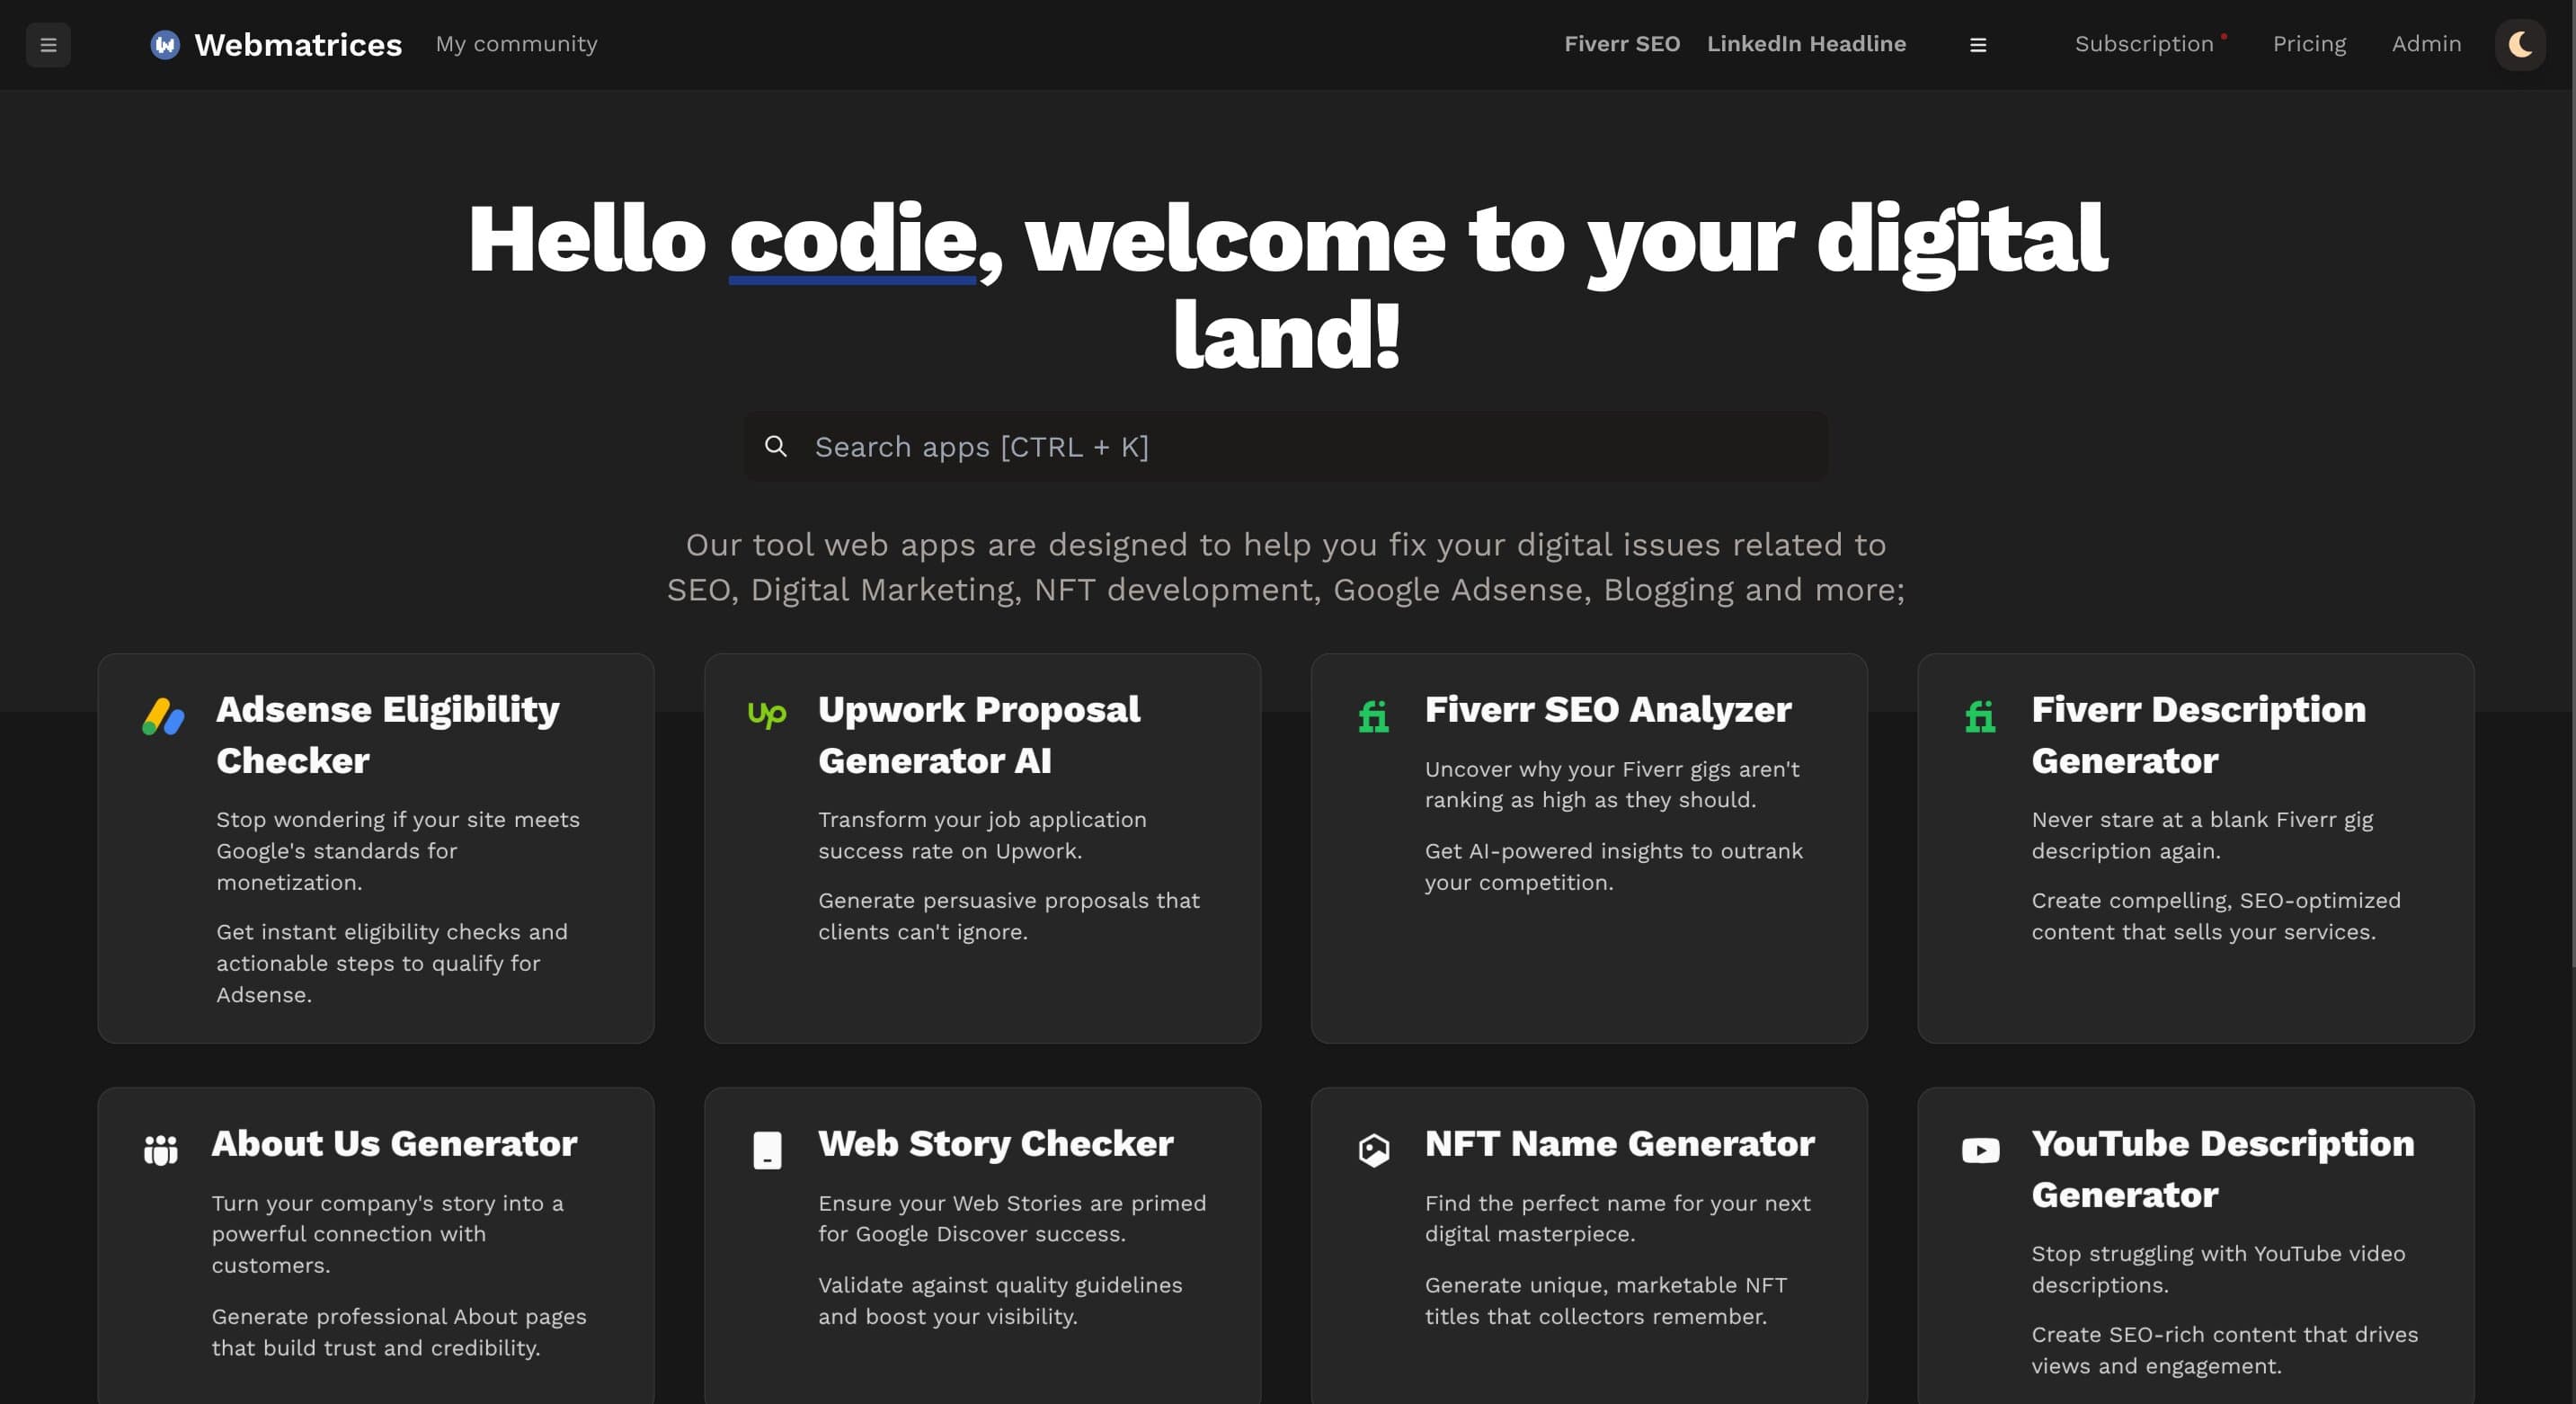 Webmatrices
My community
Fiverr SEO
LinkedIn Headline
Subscription
Pricing
Admin
Hello codie, welcome to your digital
land!
Search apps [CTRL + K]
Our tool web apps are designed to help you fix your digital issues related to
SEO, Digital Marketing, NFT development, Google Adsense, Blogging and more;
Adsense Eligibility
Checker
Stop wondering if your site meets
Google's standards for
monetization.
Get instant eligibility checks and
actionable steps to qualify for
Adsense.
Up
Upwork Proposal
Generator AI
Transform your job application
success rate on Upwork.
Generate persuasive proposals that
clients can't ignore.
fi
Fiverr SEO Analyzer
Uncover why your Fiverr gigs aren't
ranking as high as they should.
Get AI-powered insights to outrank
your competition.
fi
Fiverr Description
Generator
Never stare at a blank Fiverr gig
description again.
Create compelling, SEO-optimized
content that sells your services.
About Us Generator
Turn your company's story into a
powerful connection with
customers.
Generate professional About pages
that build trust and credibility.
Web Story Checker
Ensure your Web Stories are primed
for Google Discover success.
Validate against quality guidelines
and boost your visibility.
NFT Name Generator
Find the perfect name for your next
digital masterpiece.
Generate unique, marketable NFT
titles that collectors remember.
YouTube Description
Generator
Stop struggling with YouTube video
descriptions.
Create SEO-rich content that drives
views and engagement.